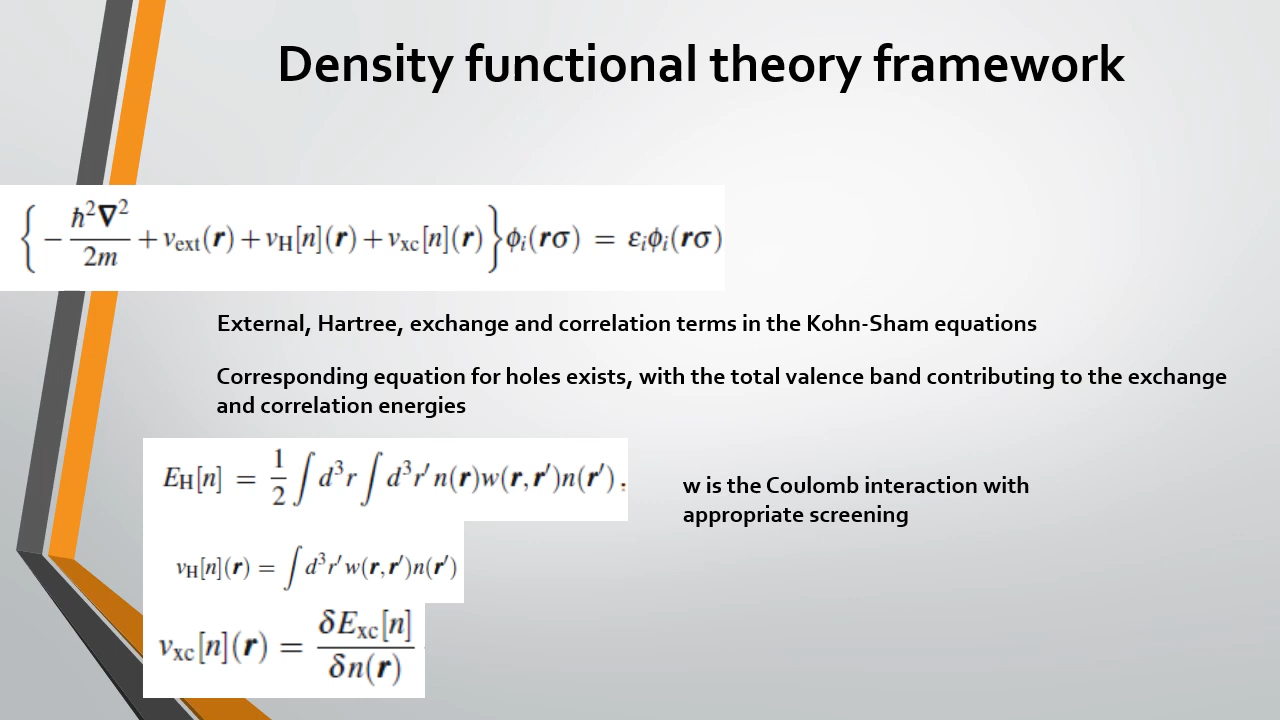 Density functional theory framework
{ − ħ²∇²/2m + v_ext(r) + v_H[n](r) + v_xc[n](r) } ϕ_i(rσ) = ε_iϕ_i(rσ)
External, Hartree, exchange and correlation terms in the Kohn-Sham equations
Corresponding equation for holes exists, with the total valence band contributing to the exchange
and correlation energies
E_H[n] = 1/2 ∫ d³r ∫ d³r′ n(r)w(r,r′)n(r′).
w is the Coulomb interaction with
appropriate screening
v_H[n](r) = ∫ d³r′ w(r,r′)n(r′)
v_xc[n](r) = δE_xc[n]/δn(r)